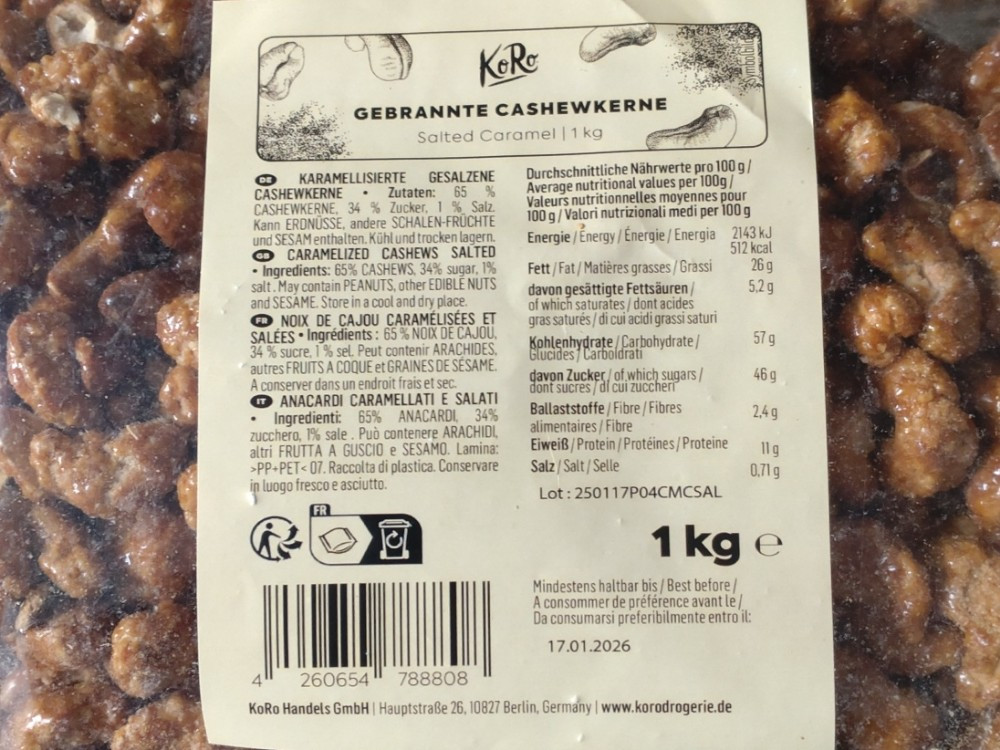 KoRo
Symbolbild
GEBRANNTE CASHEWKERNE
Salted Caramel | 1 kg
DE KARAMELLISIERTE GESALZENE
CASHEWKERNE • Zutaten: 65 %
CASHEWKERNE, 34 % Zucker, 1 % Salz.
Kann ERDNÜSSE, andere SCHALEN-FRÜCHTE
und SESAM enthalten. Kühl und trocken lagern.
GB CARAMELIZED CASHEWS SALTED
• Ingredients: 65% CASHEWS, 34% sugar, 1%
salt. May contain PEANUTS, other EDIBLE NUTS
and SESAME. Store in a cool and dry place.
FR NOIX DE CAJOU CARAMÉLISÉES ET
SALÉES • Ingrédients : 65 % NOIX DE CAJOU,
34 % sucre, 1 % sel. Peut contenir ARACHIDES,
autres FRUITS A COQUE et GRAINES DE SÉSAME.
A conserver dans un endroit frais et sec.
IT ANACARDI CARAMELLATI E SALATI
• Ingredienti: 65% ANACARDI, 34%
zucchero, 1% sale . Può contenere ARACHIDI,
altri FRUTTA A GUSCIO e SESAMO. Lamina:
>PP+PET< 07. Raccolta di plastica. Conservare
in luogo fresco e asciutto.
FR
4 260654 788808
Durchschnittliche Nährwerte pro 100 g /
Average nutritional values per 100g /
Valeurs nutritionnelles moyennes pour
100 g / Valori nutrizionali medi per 100 g
Energie / Energy / Énergie / Energia 2143 kJ
512 kcal
Fett / Fat / Matières grasses / Grassi 26 g
davon gesättigte Fettsäuren / 5,2 g
of which saturates / dont acides
gras saturés / di cui acidi grassi saturi
Kohlenhydrate / Carbohydrate / 57 g
Glucides / Carboidrati
davon Zucker / of which sugars / 46 g
dont sucres / di cui zuccheri
Ballaststoffe / Fibre / Fibres 2,4 g
alimentaires / Fibre
Eiweiß / Protein / Protéines / Proteine 11 g
Salz / Salt / Selle 0,71 g
Lot : 250117P04CMCSAL
1 kg e
Mindestens haltbar bis / Best before /
A consommer de préférence avant le /
Da consumarsi preferibilmente entro il:
17.01.2026
KoRo Handels GmbH | Hauptstraße 26, 10827 Berlin, Germany | www.korodrogerie.de